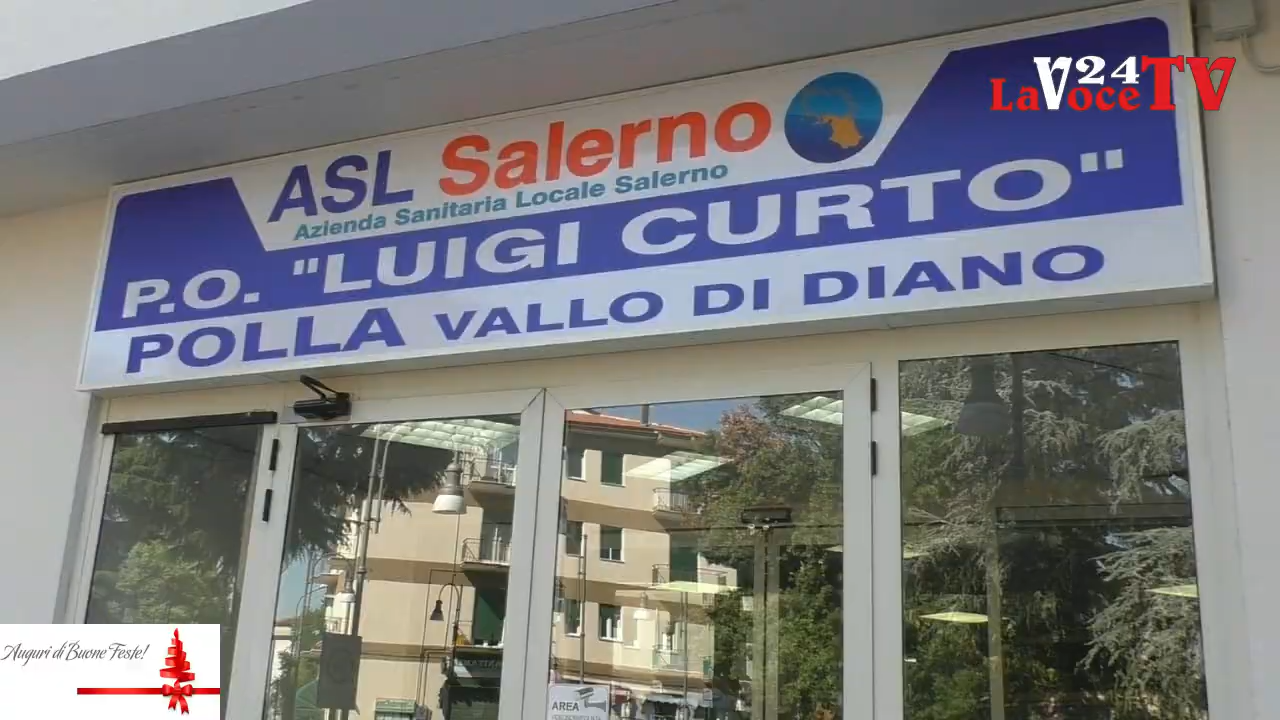 V24
LaVoceTV
ASL Salerno
Azienda Sanitaria Locale Salerno
P.O. "LUIGI CURTO"
POLLA VALLO DI DIANO
Auguri di Buone Feste!
AREA